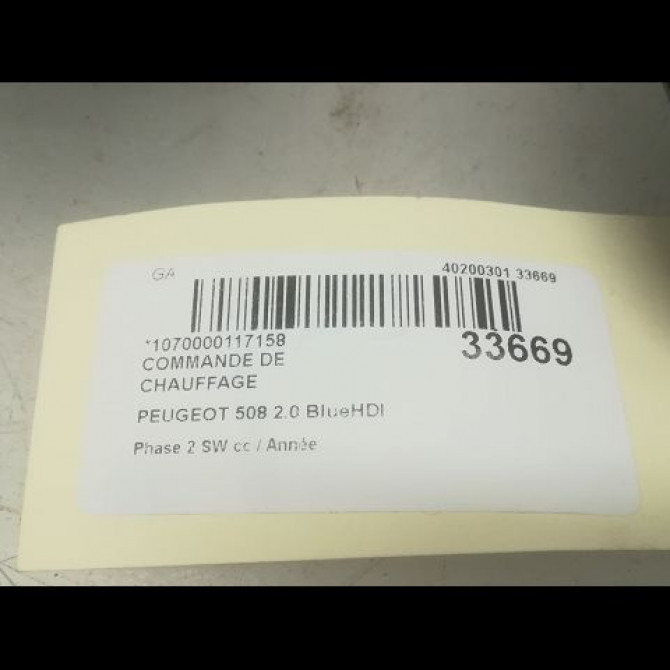 GA
40200301 33669
*1070000117158
33669
COMMANDE DE
CHAUFFAGE
PEUGEOT 508 2.0 BlueHDI
Phase 2 SW cc / Année